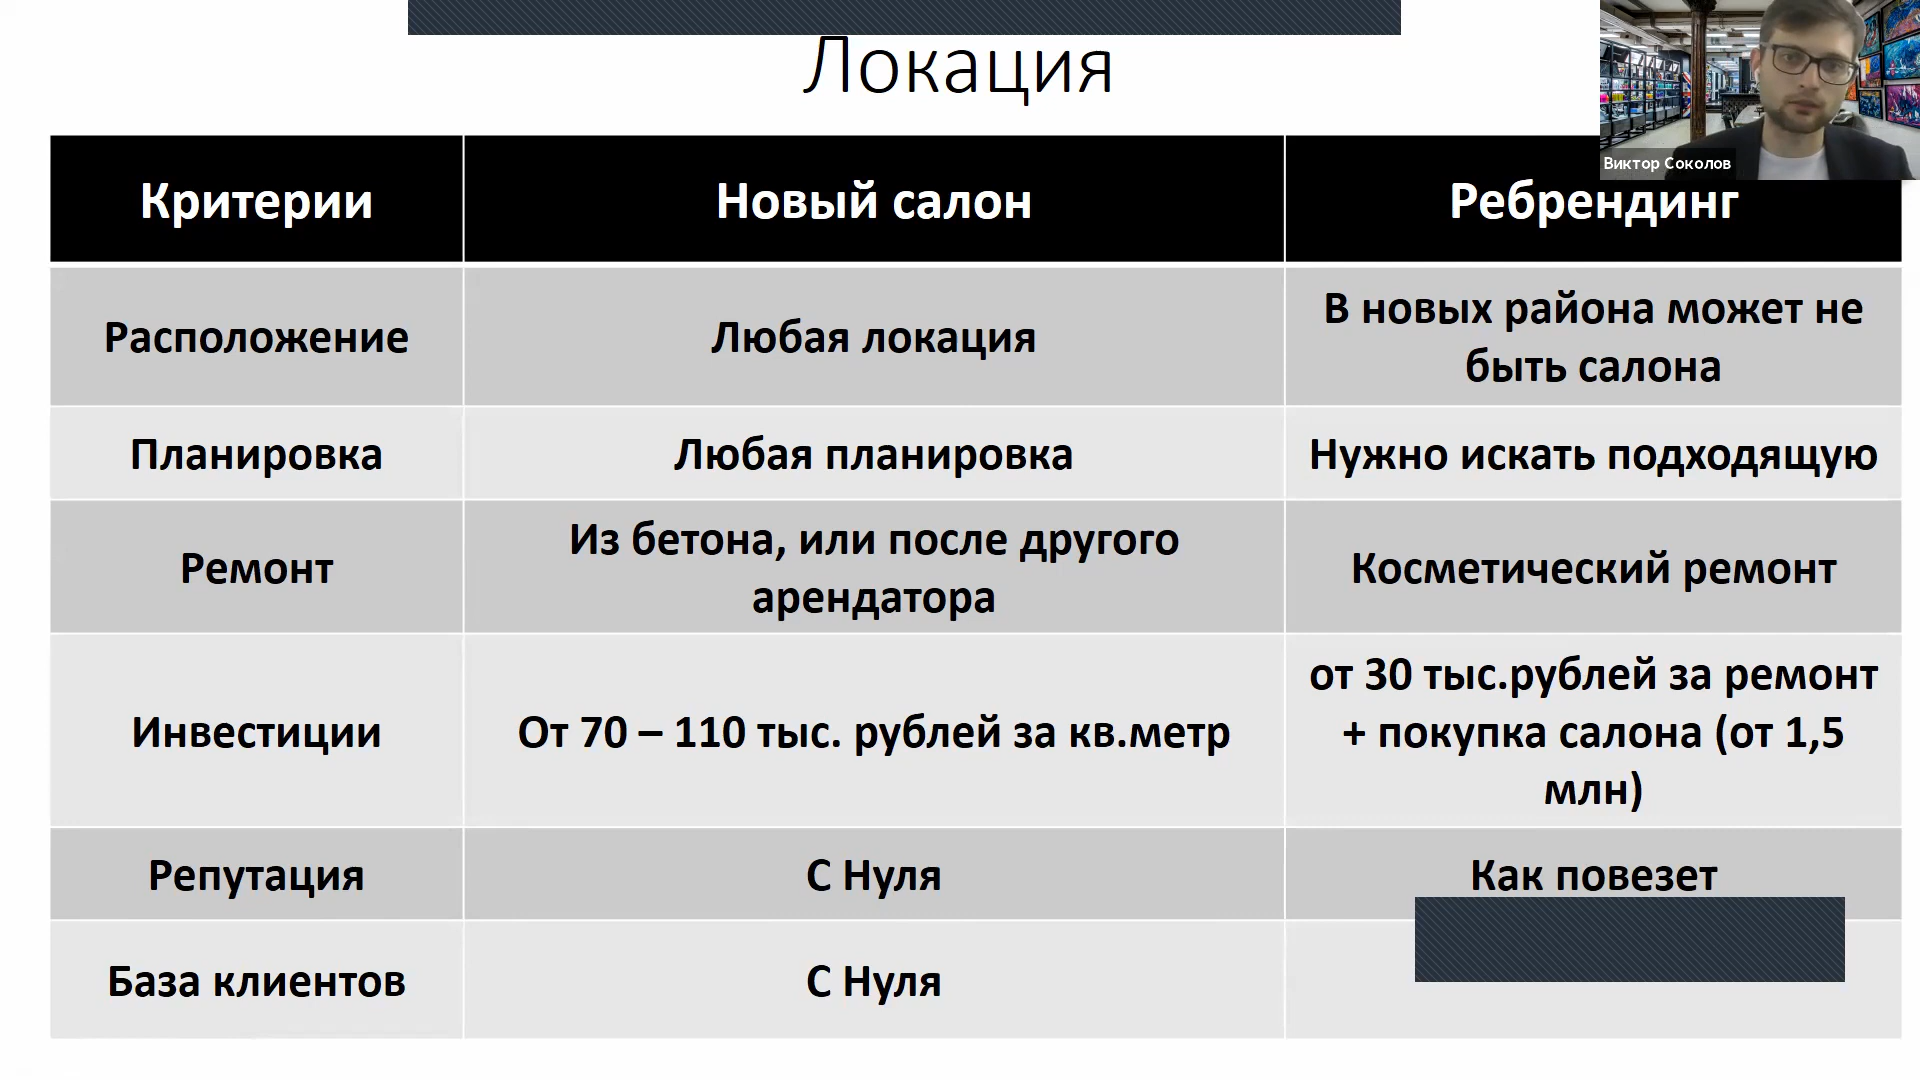 Локация
Виктор Соколов
Критерии
Новый салон
Ребрендинг
Расположение
Любая локация
В новых района может не
быть салона
Планировка
Любая планировка
Нужно искать подходящую
Ремонт
Из бетона, или после другого
арендатора
Косметический ремонт
Инвестиции
От 70 – 110 тыс. рублей за кв.метр
от 30 тыс.рублей за ремонт
+ покупка салона (от 1,5
млн)
Репутация
С Нуля
Как повезет
База клиентов
С Нуля